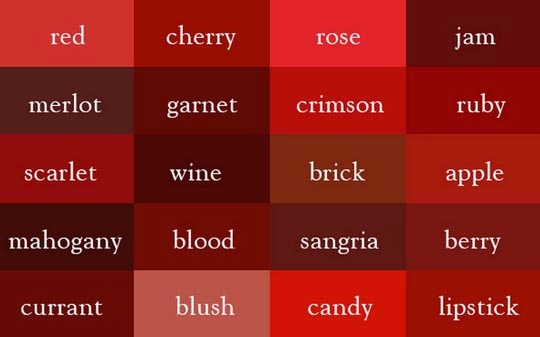 red cherry rose jam
merlot garnet crimson ruby
scarlet wine brick apple
mahogany blood sangria berry
currant blush candy lipstick